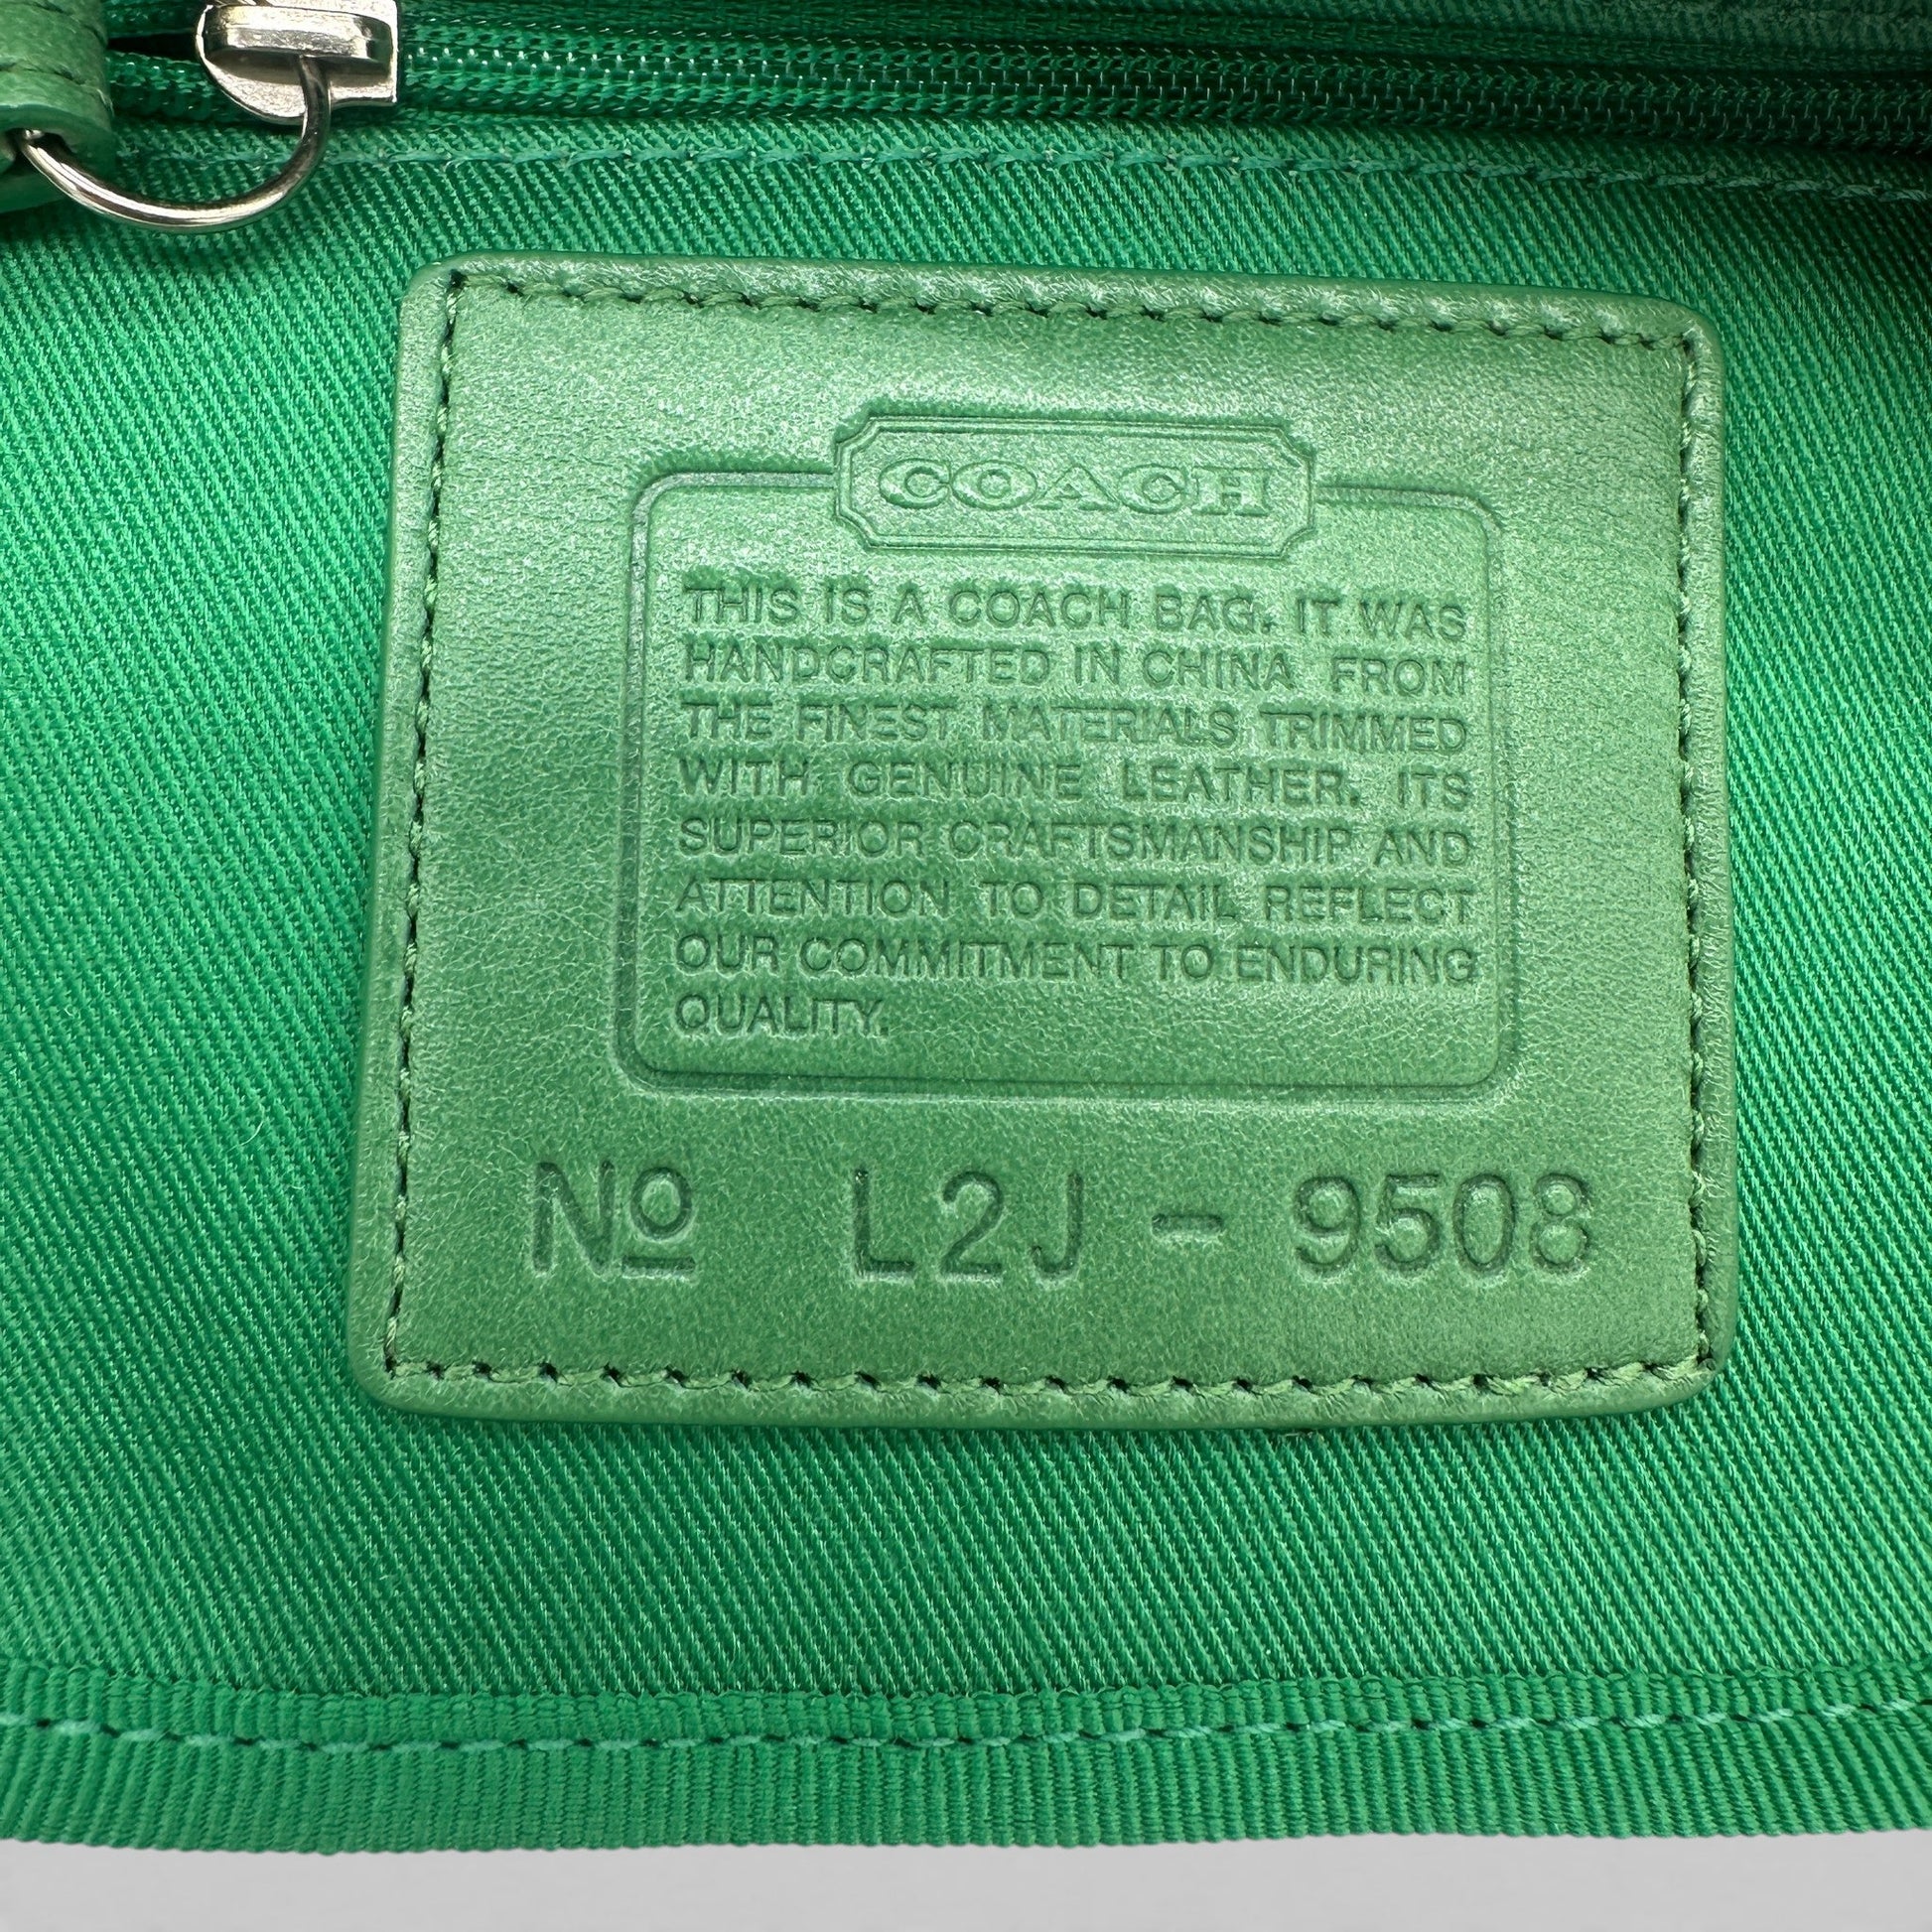 COACH
THIS IS A COACH BAG. IT WAS
HANDCRAFTED IN CHINA FROM
THE FINEST MATERIALS TRIMMED
WITH GENUINE LEATHER. ITS
SUPERIOR CRAFTSMANSHIP AND
ATTENTION TO DETAIL REFLECT
OUR COMMITMENT TO ENDURING
QUALITY.
Nº L2J - 9508